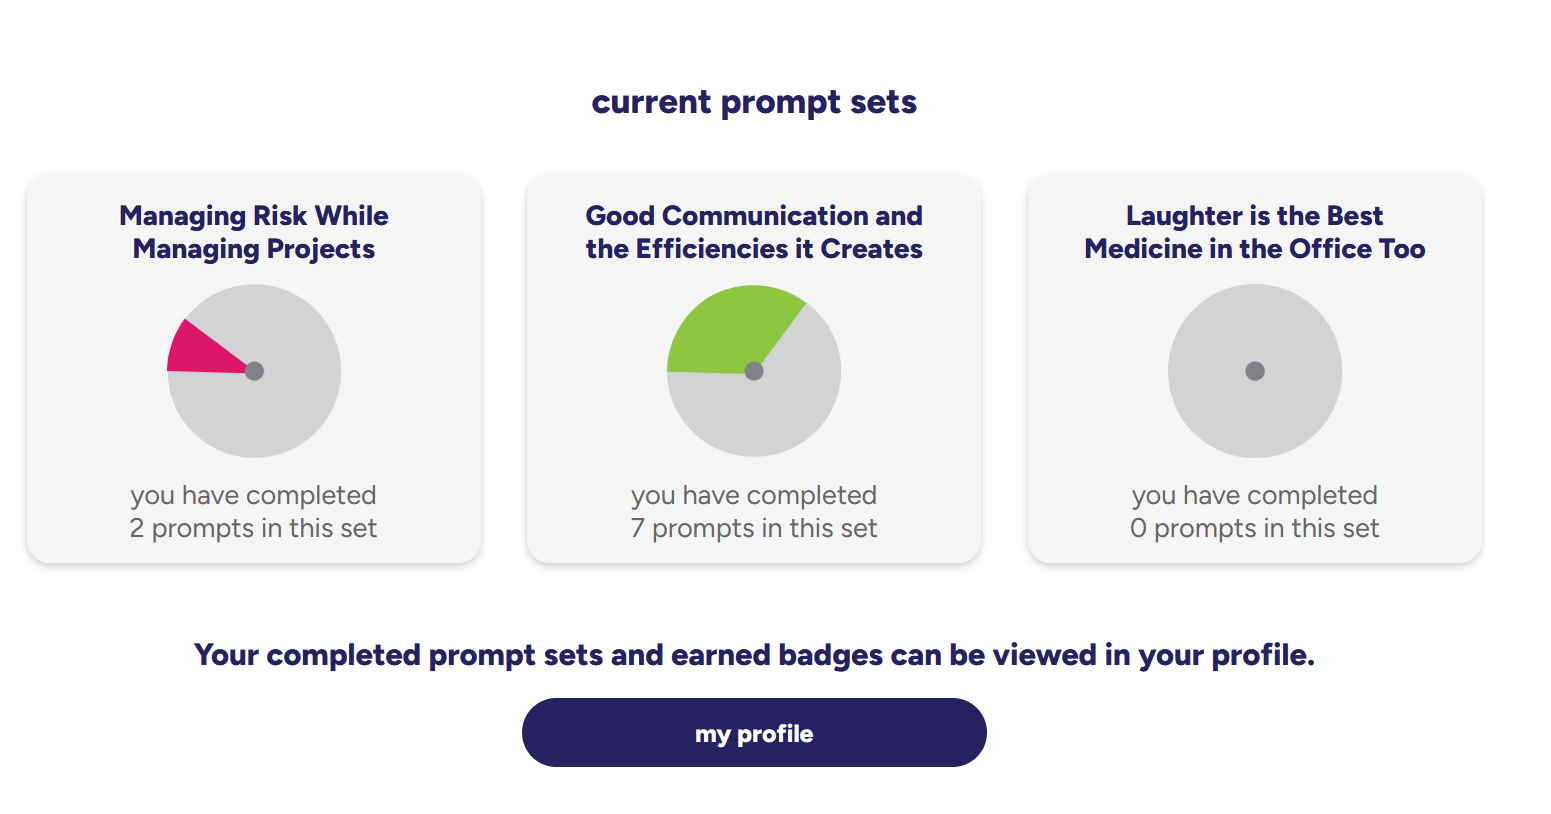 current prompt sets
Managing Risk While
Managing Projects
you have completed
2 prompts in this set
Good Communication and
the Efficiencies it Creates
you have completed
7 prompts in this set
Laughter is the Best
Medicine in the Office Too
you have completed
0 prompts in this set
Your completed prompt sets and earned badges can be viewed in your profile.
my profile